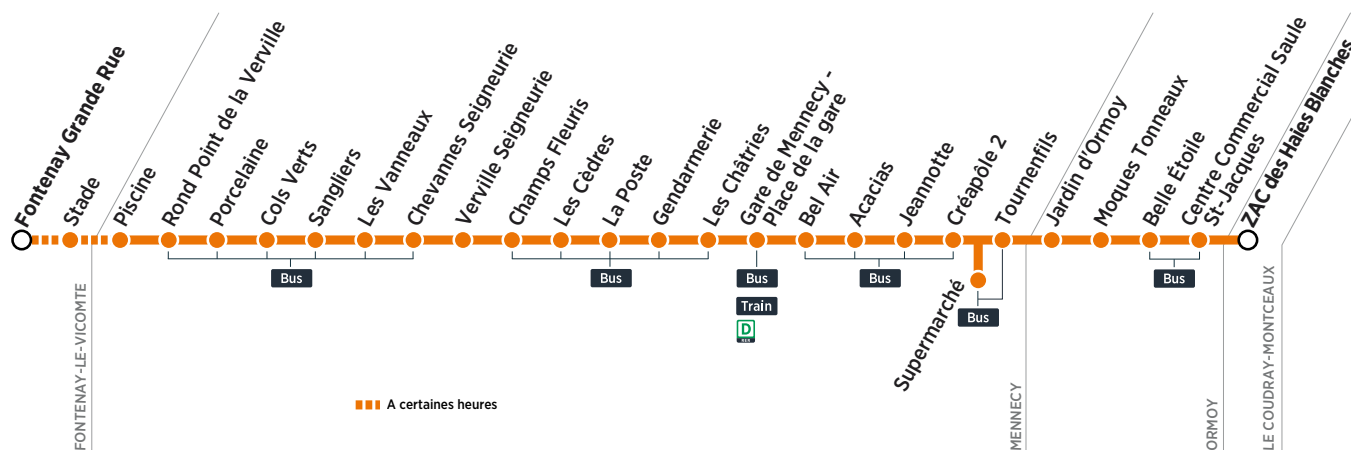 Fontenay Grande Rue
Stade
Piscine
Rond Point de la Verville
Porcelaine
Cols Verts
Sangliers
Les Vanneaux
Chevannes Seigneurie
Verville Seigneurie
Champs Fleuris
Les Cèdres
La Poste
Gendarmerie
Les Châtries
Gare de Mennecy -
Place de la gare
Bel Air
Acacias
Jeannotte
Créapôle 2
Tournenfils
Jardin d'Ormoy
Moques Tonneaux
Belle Étoile
Centre Commercial Saule
St-Jacques
ZAC des Haies Blanches
Bus
Bus
Bus
Train
D
RER
Bus
Supermarché
Bus
Bus
FONTENAY-LE-VICOMTE
MENNECY
ORMOY
LE COUDRAY-MONTCEAUX
A certaines heures